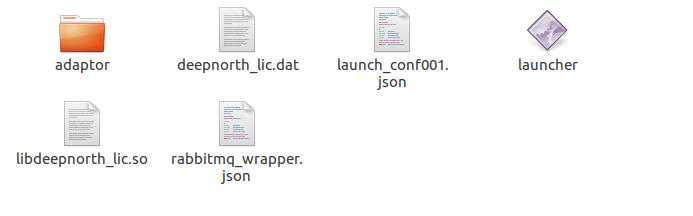 adaptor
deepnorth_lic.dat
launch_conf001.
json
launcher
libdeepnorth_lic.so
rabbitmq_wrapper.
json